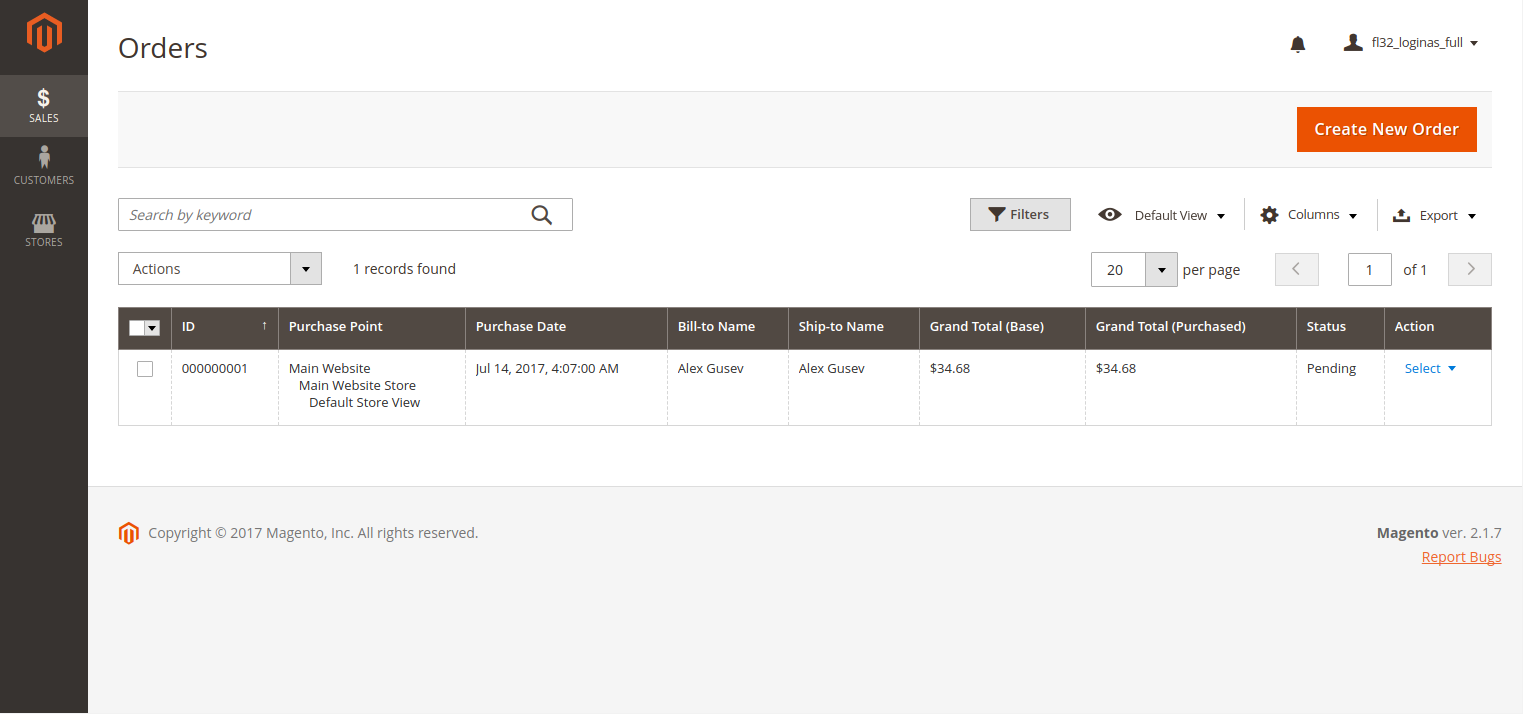 Orders
fl32_loginas_full
$
SALES
CUSTOMERS
STORES
Create New Order
Search by keyword
Filters
Default View
Columns
Export
Actions
1 records found
20
per page
1
of 1
ID ↑ Purchase Point Purchase Date Bill-to Name Ship-to Name Grand Total (Base) Grand Total (Purchased) Status Action
000000001 Main Website Jul 14, 2017, 4:07:00 AM Alex Gusev Alex Gusev $34.68 $34.68 Pending Select
Main Website Store
Default Store View
Copyright © 2017 Magento, Inc. All rights reserved.
Magento ver. 2.1.7
Report Bugs